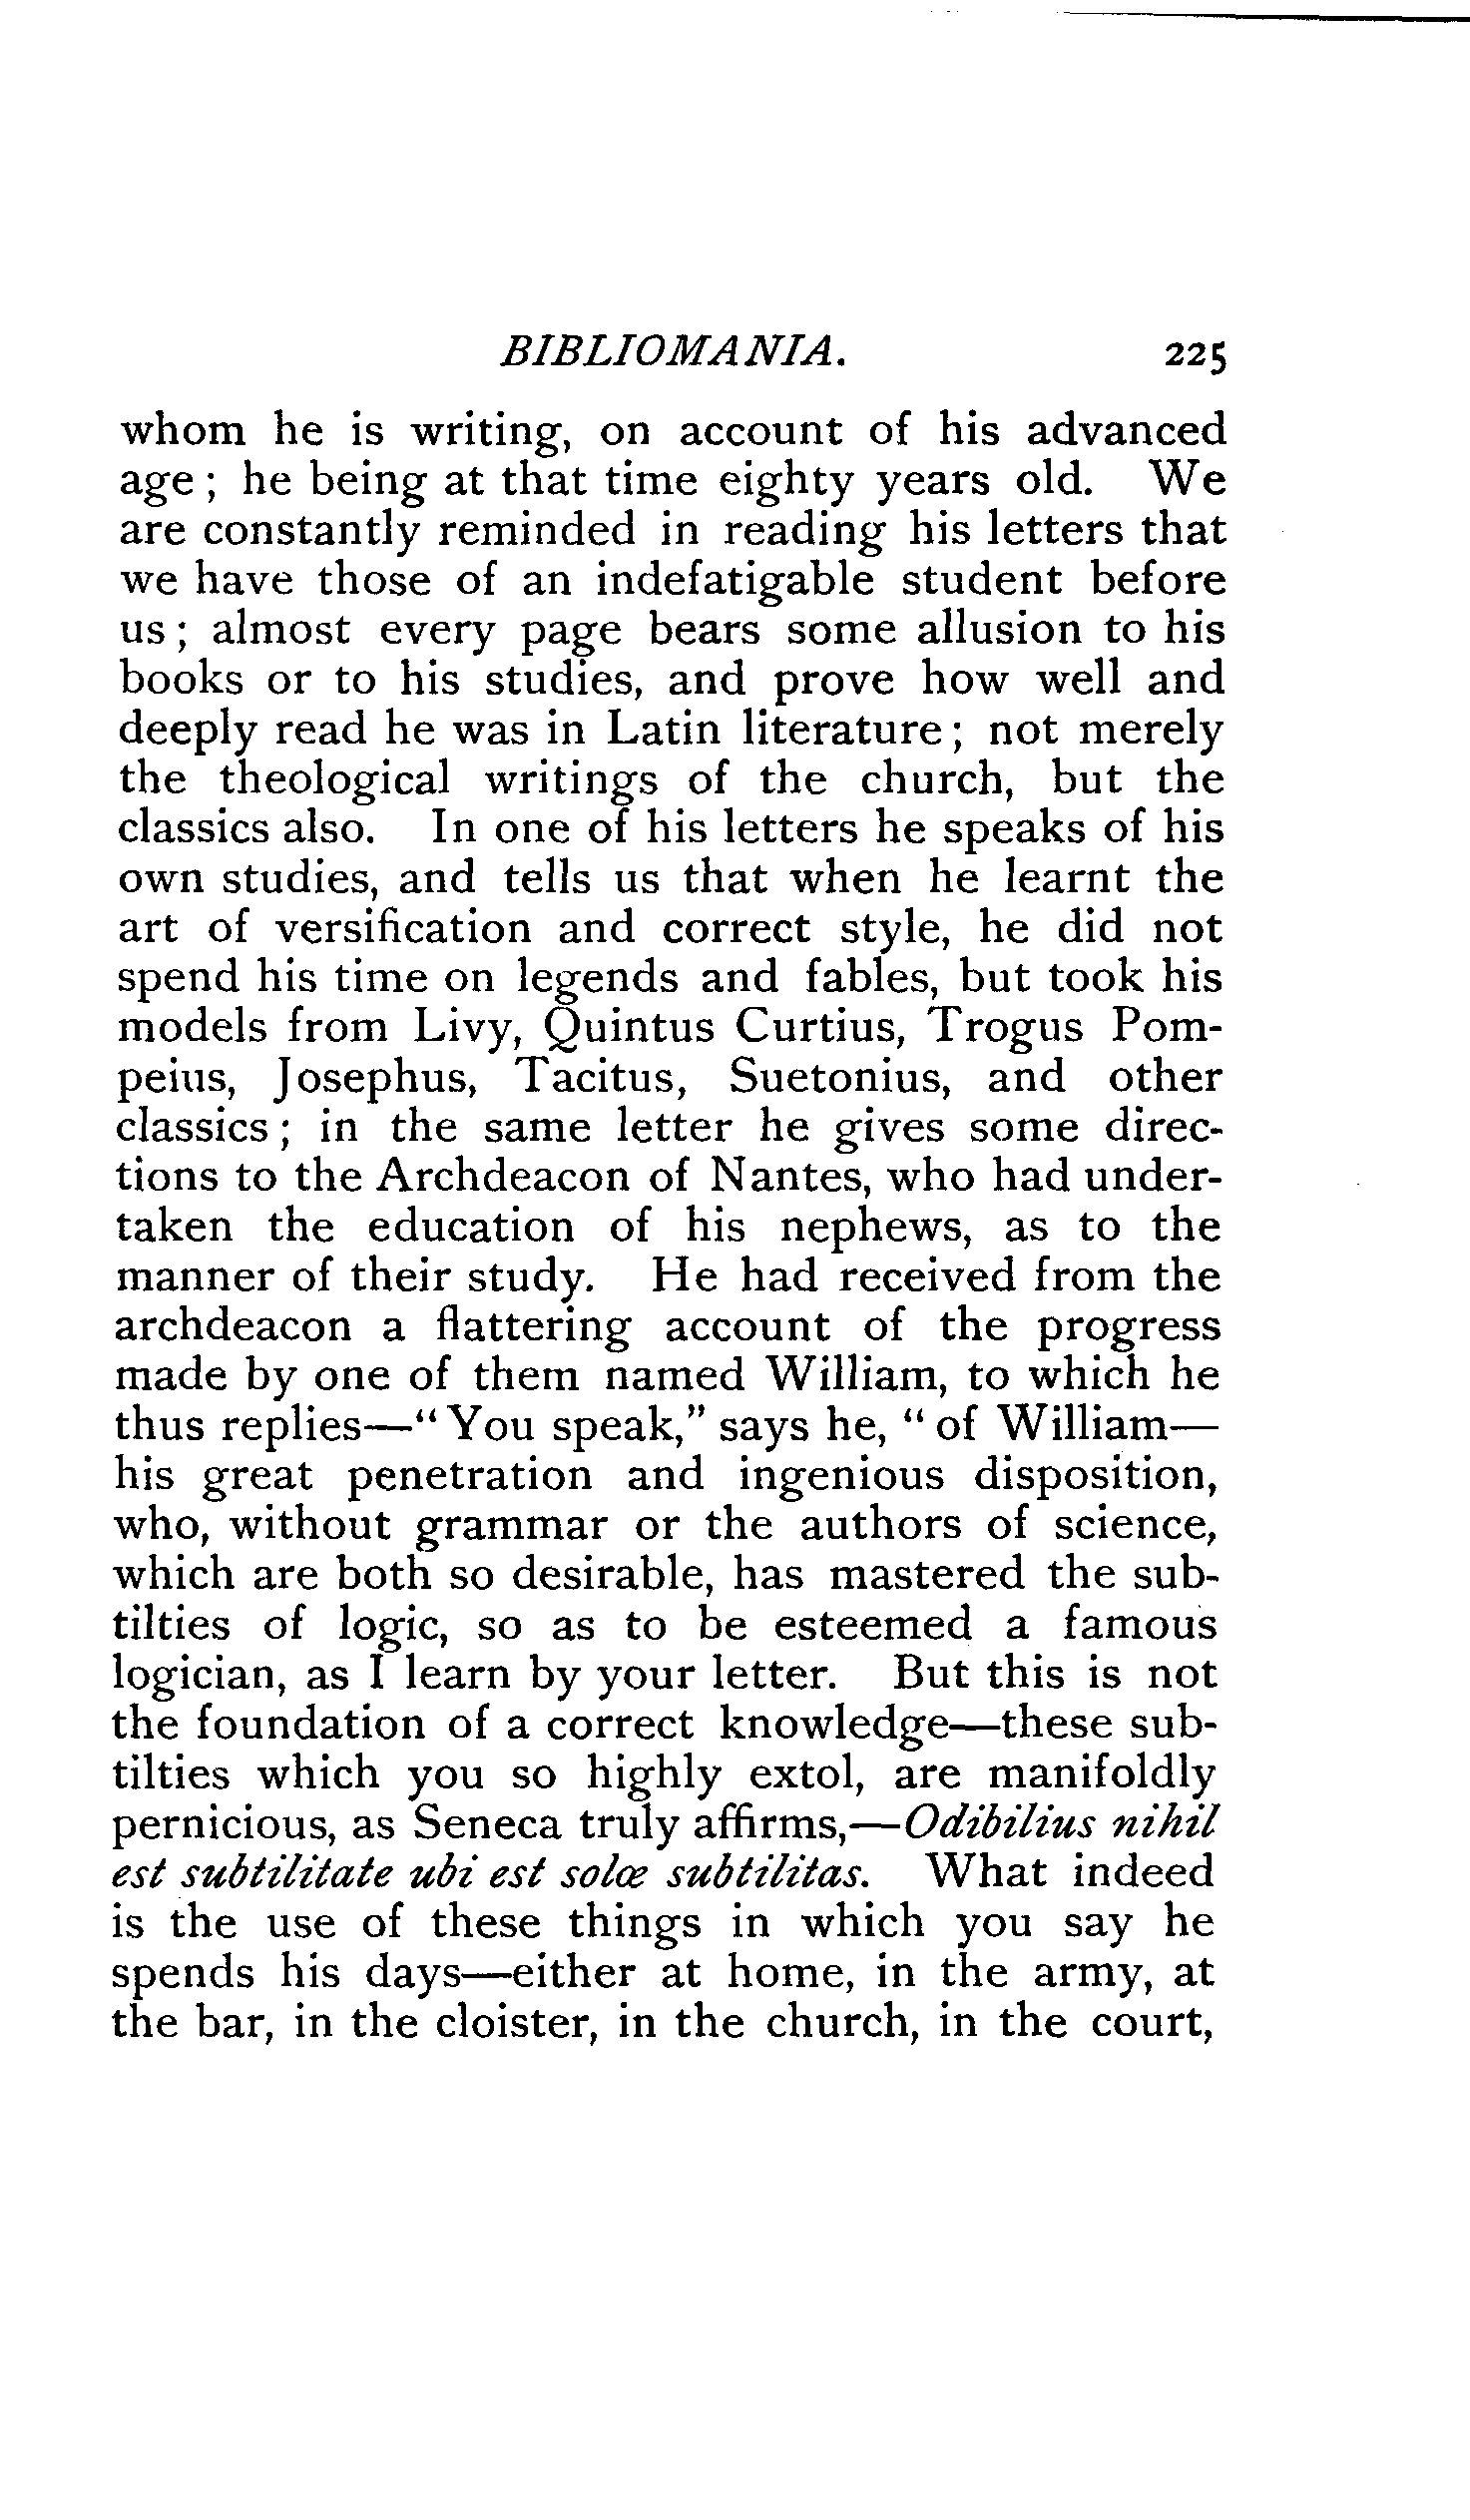 BIBLIOMANIA. 225
whom he is writing, on account of his advanced
age; he being at that time eighty years old. We
are constantly reminded in reading his letters that
we have those of an indefatigable student before
us; almost every page bears some allusion to his
books or to his studies, and prove how well and
deeply read he was in Latin literature; not merely
the theological writings of the church, but the
classics also. In one of his letters he speaks of his
own studies, and tells us that when he learnt the
art of versification and correct style, he did not
spend his time on legends and fables, but took his
models from Livy, Quintus Curtius, Trogus Pom-
peius, Josephus, Tacitus, Suetonius, and other
classics; in the same letter he gives some direc-
tions to the Archdeacon of Nantes, who had under-
taken the education of his nephews, as to the
manner of their study. He had received from the
archdeacon a flattering account of the progress
made by one of them named William, to which he
thus replies—"You speak," says he, "of William—
his great penetration and ingenious disposition,
who, without grammar or the authors of science,
which are both so desirable, has mastered the sub-
tilties of logic, so as to be esteemed a famous
logician, as I learn by your letter. But this is not
the foundation of a correct knowledge—these sub-
tilties which you so highly extol, are manifoldly
pernicious, as Seneca truly affirms,—Odibilius nihil
est subtilitate ubi est solœ subtilitas. What indeed
is the use of these things in which you say he
spends his days—either at home, in the army, at
the bar, in the cloister, in the church, in the court,